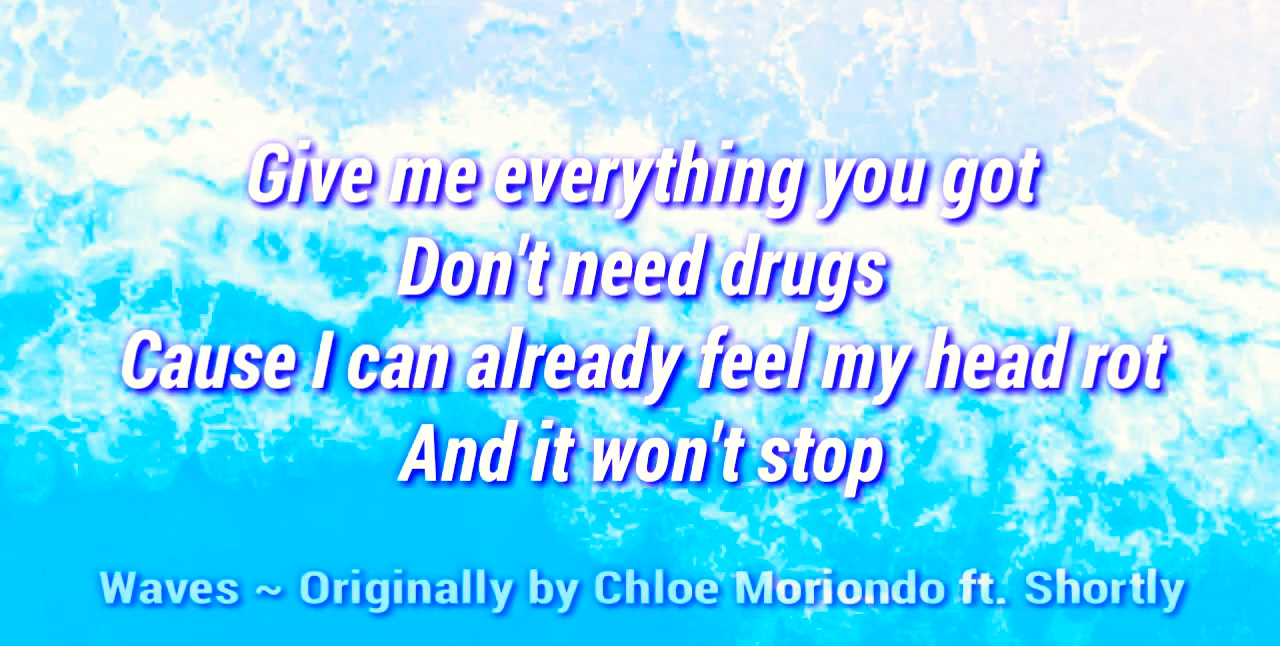 Give me everything you got
Don't need drugs
Cause I can already feel my head rot
And it won't stop
Waves ~ Originally by Chloe Moriondo ft. Shortly